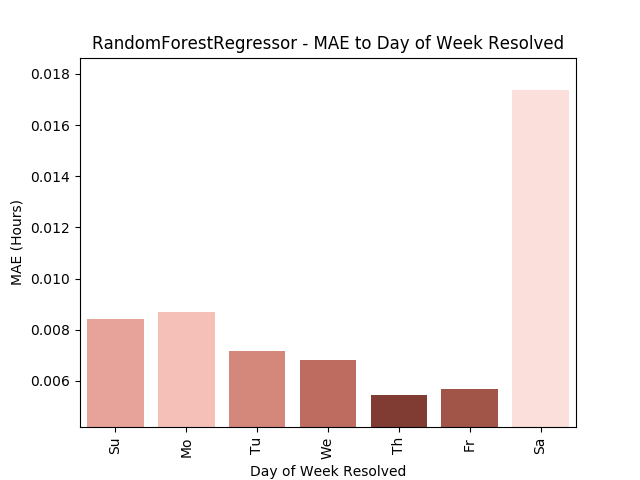 RandomForestRegressor - MAE to Day of Week Resolved
0.018
0.016
0.014
0.012
0.010
0.008
0.006
MAE (Hours)
Su
Mo
Tu
We
Th
Fr
Sa
Day of Week Resolved